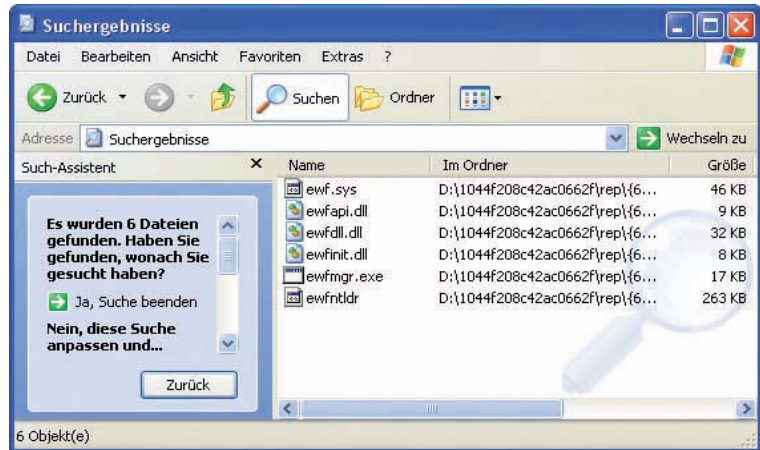 Suchergebnisse
Datei Bearbeiten Ansicht Favoriten Extras ?
Zurück Suchen Ordner
Adresse Suchergebnisse Wechseln zu
Such-Assistent
Es wurden 6 Dateien
gefunden. Haben Sie
gefunden, wonach Sie
gesucht haben?
Ja, Suche beenden
Nein, diese Suche
anpassen und...
Zurück
Name Im Ordner Größe
ewf.sys D:\1044f208c42ac0662f\rep\{6... 46 KB
ewfapi.dll D:\1044f208c42ac0662f\rep\{6... 9 KB
ewfdll.dll D:\1044f208c42ac0662f\rep\{6... 32 KB
ewfinit.dll D:\1044f208c42ac0662f\rep\{6... 8 KB
ewfmgr.exe D:\1044f208c42ac0662f\rep\{6... 17 KB
ewfntldr D:\1044f208c42ac0662f\rep\{6... 263 KB
6 Objekt(e)